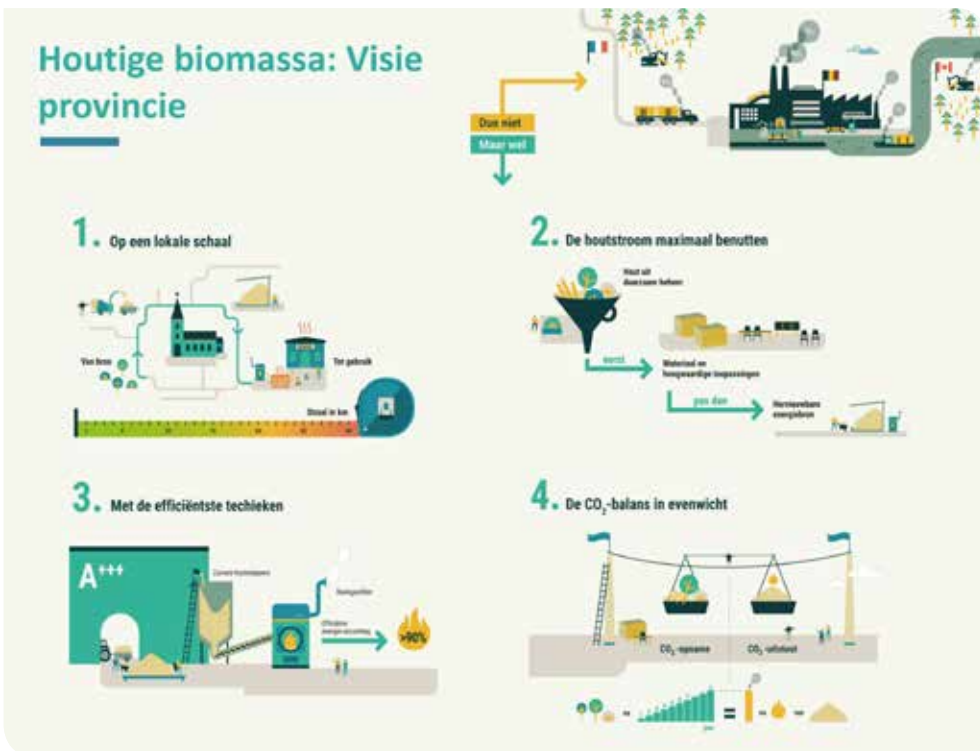 Houtige biomassa: Visie
provincie
Dus niet
Maar wel
1. Op een lokale schaal
Van bron
Ter gebruik
Straal in km
2. De houtstroom maximaal benutten
Hout uit
duurzaam beheer
eerst
Materiaal en
hoogwaardige toepassingen
pas dan
Hernieuwbare
energiebron
3. Met de efficiëntste techieken
A+++
Efficiënte
>90%
4. De CO₂-balans in evenwicht
CO₂-opname
CO₂-uitstoot
=